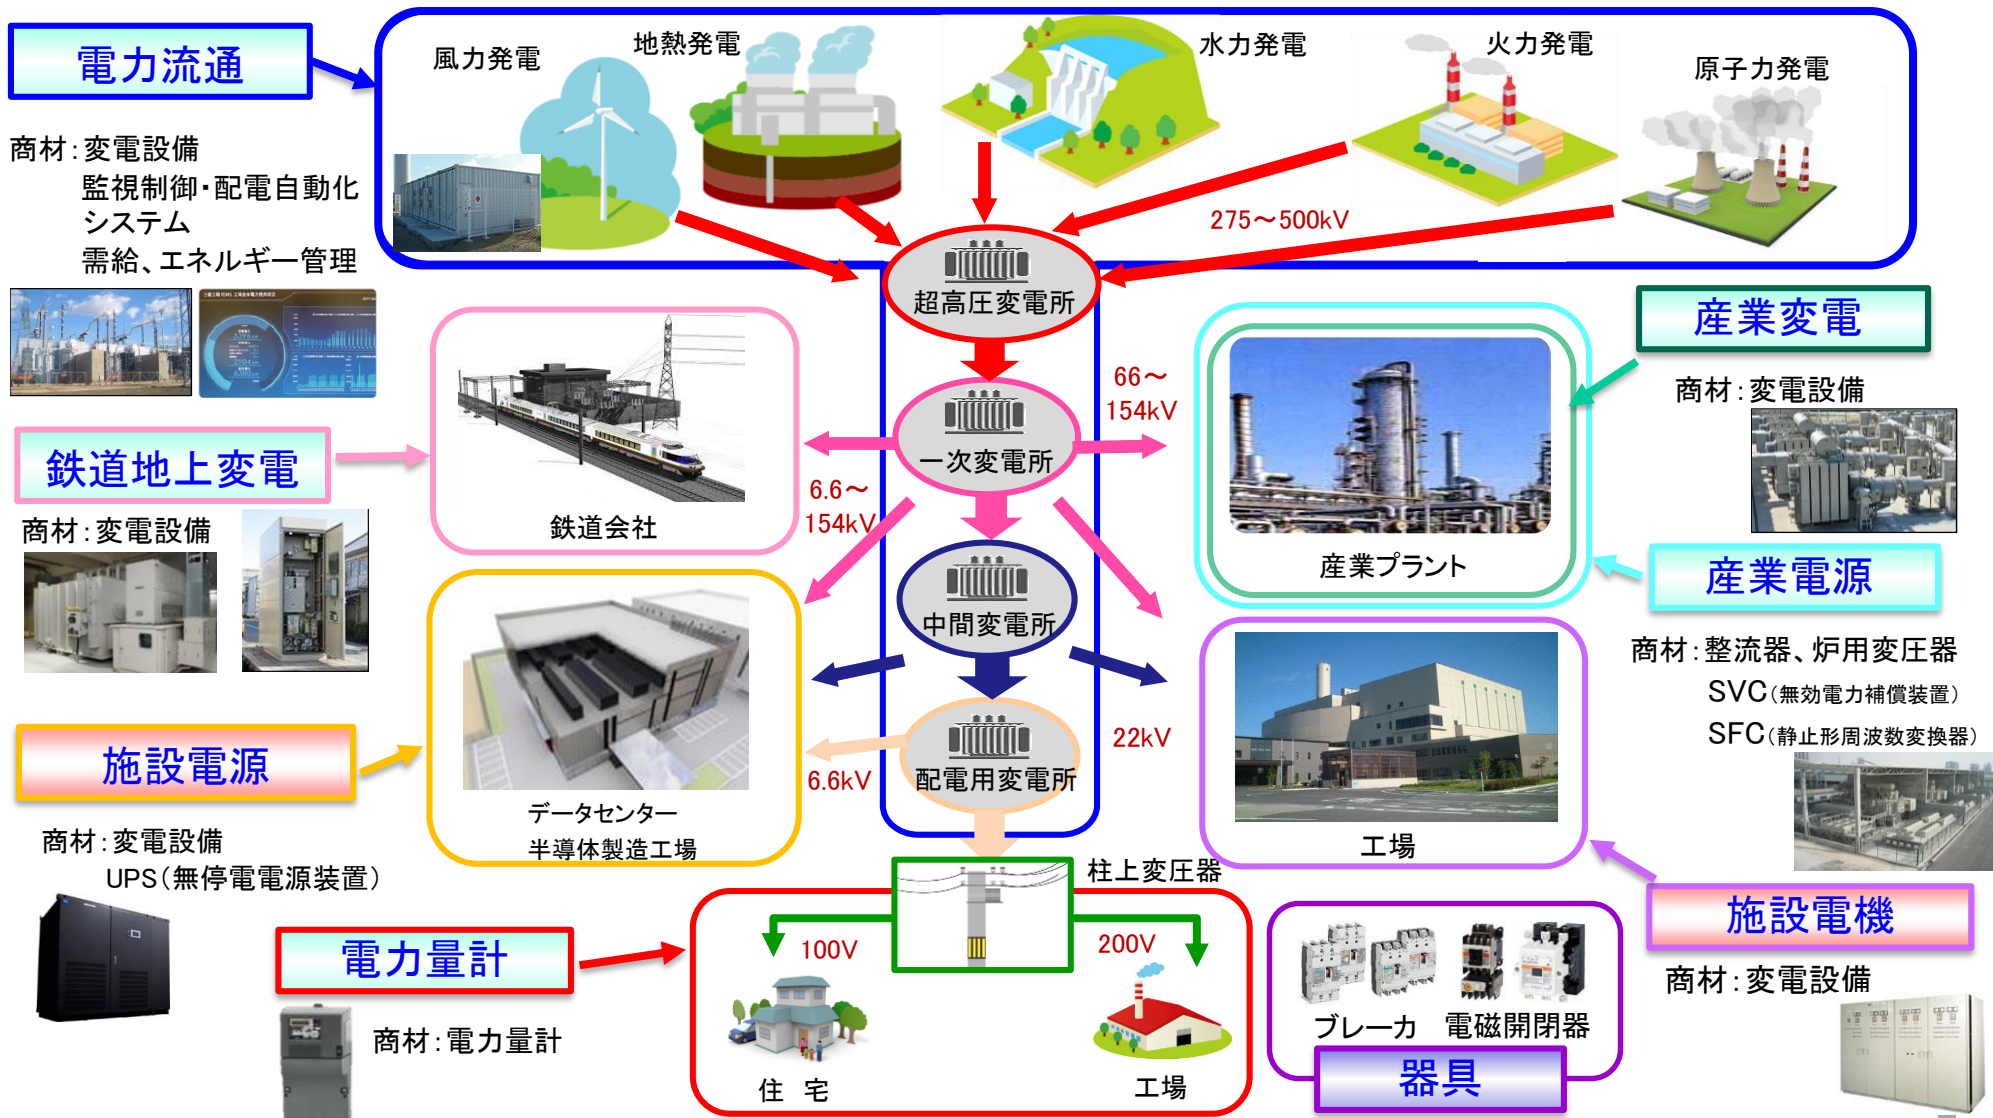 電力流通
風力発電
地熱発電
水力発電
火力発電
原子力発電
商材：変電設備
監視制御・配電自動化
システム
需給、エネルギー管理
275～500kV
超高圧変電所
産業変電
商材：変電設備
66～
154kV
一次変電所
鉄道地上変電
商材：変電設備
鉄道会社
6.6～
154kV
産業プラント
産業電源
商材：整流器、炉用変圧器
SVC（無効電力補償装置）
SFC（静止形周波数変換器）
中間変電所
施設電源
商材：変電設備
UPS（無停電電源装置）
データセンター
半導体製造工場
6.6kV
22kV
配電用変電所
工場
柱上変圧器
施設電機
商材：変電設備
電力量計
商材：電力量計
100V
200V
住 宅
工場
ブレーカ
電磁開閉器
器具